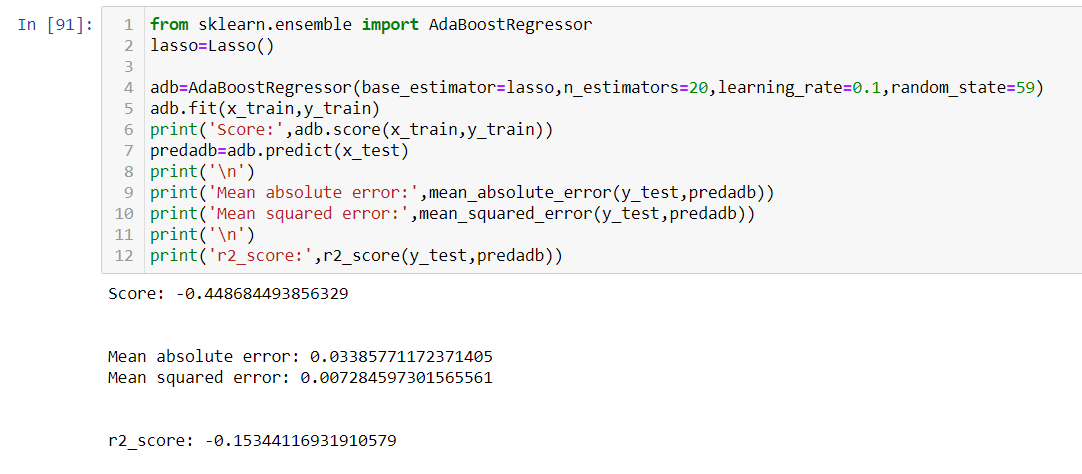 In [91]:
1 from sklearn.ensemble import AdaBoostRegressor
2 lasso=Lasso()
3
4 adb=AdaBoostRegressor(base_estimator=lasso,n_estimators=20,learning_rate=0.1,random_state=59)
5 adb.fit(x_train,y_train)
6 print('Score:',adb.score(x_train,y_train))
7 predadb=adb.predict(x_test)
8 print('\n')
9 print('Mean absolute error:',mean_absolute_error(y_test,predadb))
10 print('Mean squared error:',mean_squared_error(y_test,predadb))
11 print('\n')
12 print('r2_score:',r2_score(y_test,predadb))
Score: -0.448684493856329
Mean absolute error: 0.03385771172371405
Mean squared error: 0.007284597301565561
r2_score: -0.15344116931910579